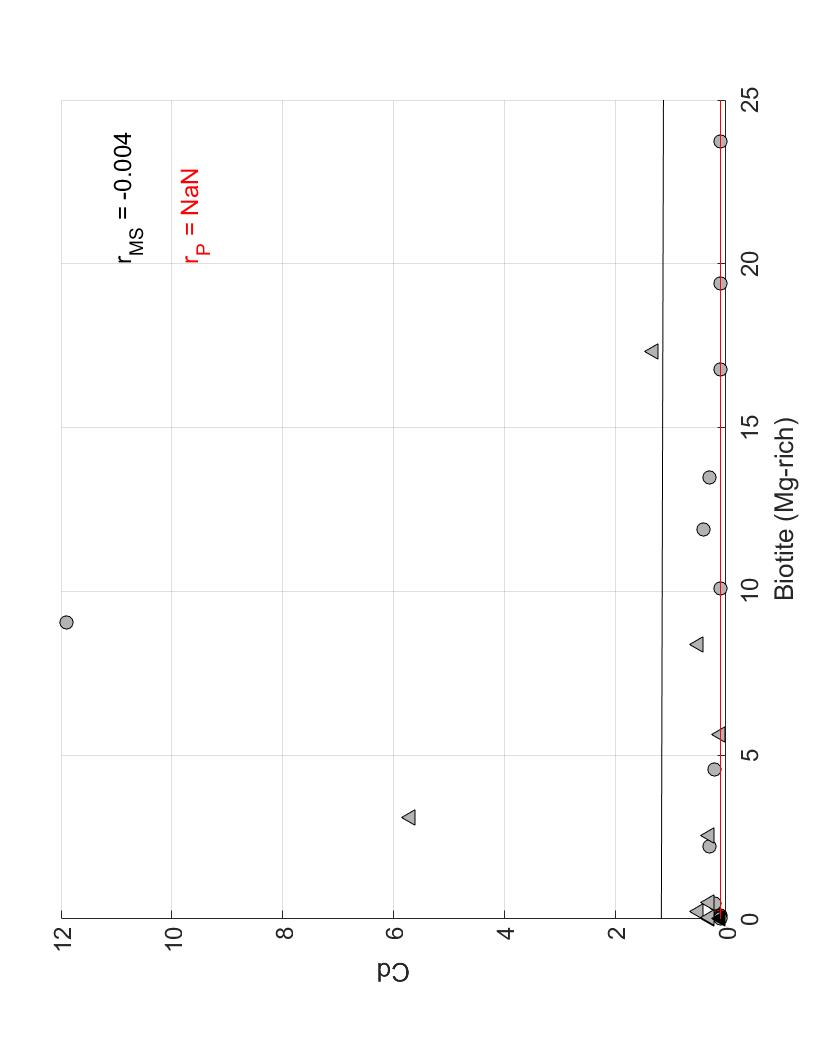 12
10
8
6
4
2
0
Cd
r_MS = -0.004
r_P = NaN
0 5 10 15 20 25
Biotite (Mg-rich)